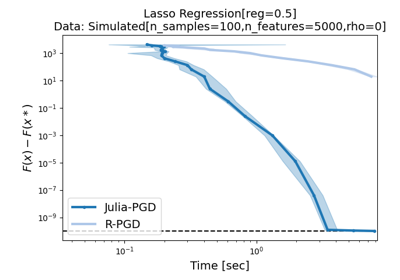 Lasso Regression[reg=0.5]
Data: Simulated[n_samples=100,n_features=5000,rho=0]
F(x) − F(x*)
10³
10¹
10⁻¹
10⁻³
10⁻⁵
10⁻⁷
10⁻⁹
Julia-PGD
R-PGD
10⁻¹
10⁰
Time [sec]